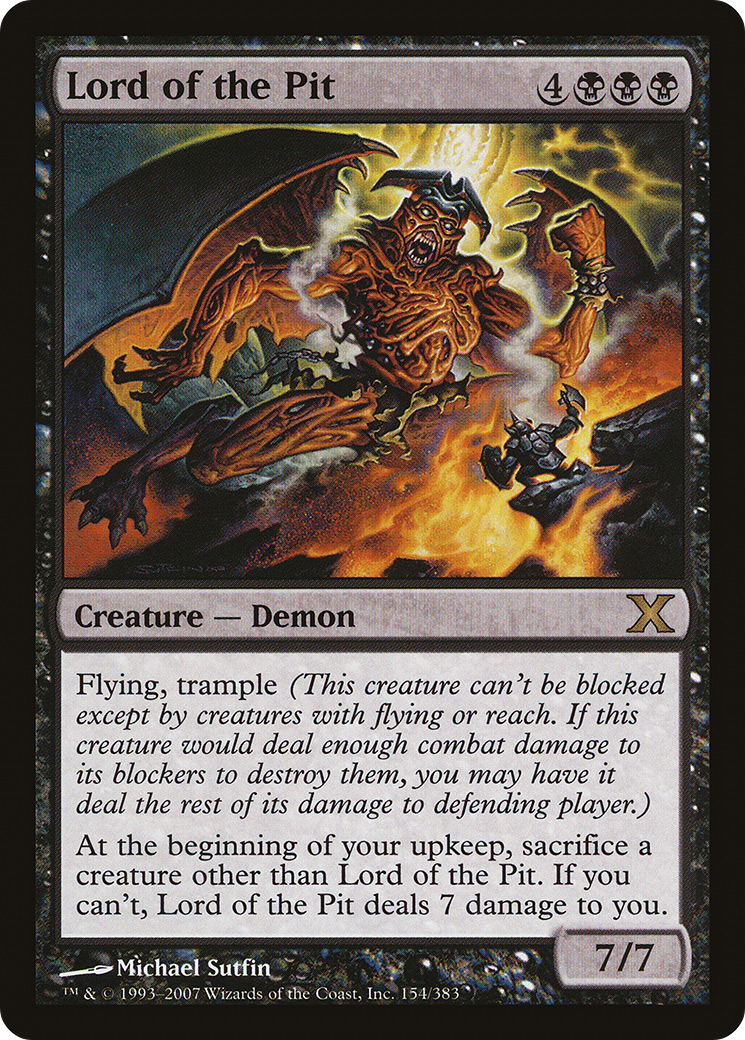 Lord of the Pit 4
Creature — Demon X
Flying, trample (This creature can't be blocked
except by creatures with flying or reach. If this
creature would deal enough combat damage to
its blockers to destroy them, you may have it
deal the rest of its damage to defending player.)
At the beginning of your upkeep, sacrifice a
creature other than Lord of the Pit. If you
can't, Lord of the Pit deals 7 damage to you.
7/7
Michael Sutfin
™ & © 1993–2007 Wizards of the Coast, Inc. 154/383